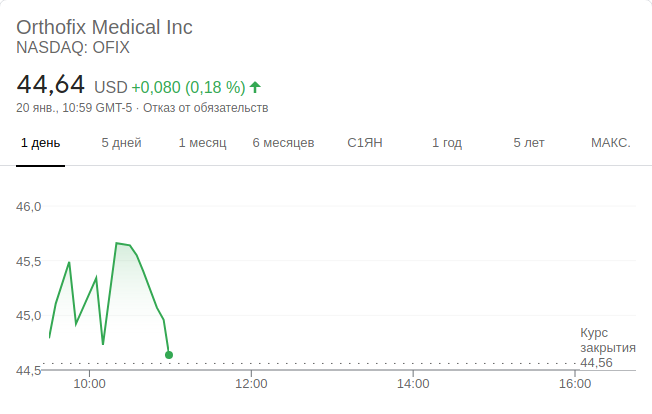 Orthofix Medical Inc
NASDAQ: OFIX
44,64 USD +0,080 (0,18 %)
20 янв., 10:59 GMT-5 · Отказ от обязательств
1 день 5 дней 1 месяц 6 месяцев С1ЯН 1 год 5 лет МАКС.
46,0
45,5
45,0
Курс
закрытия
44,56
44,5
10:00 12:00 14:00 16:00